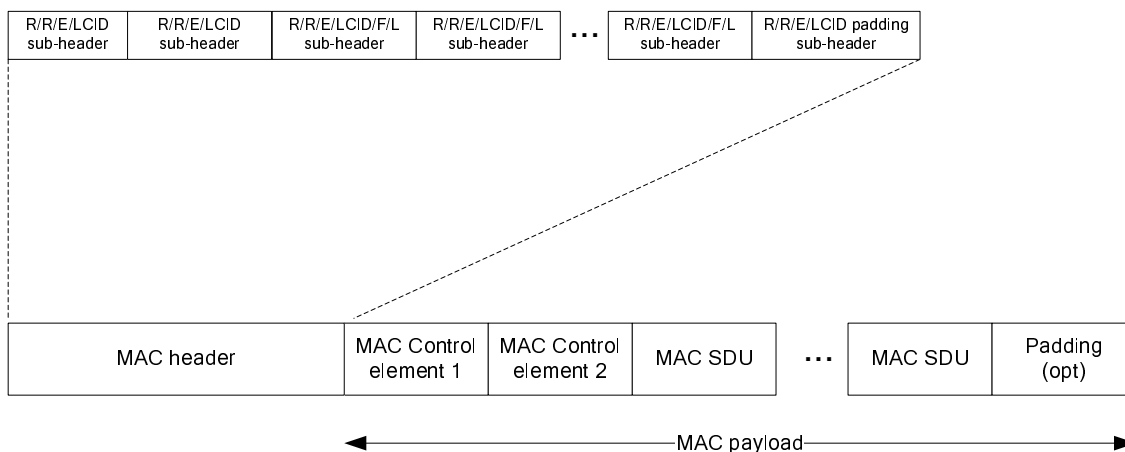 R/R/E/LCID
sub-header
R/R/E/LCID
sub-header
R/R/E/LCID/F/L
sub-header
R/R/E/LCID/F/L
sub-header
...
R/R/E/LCID/F/L
sub-header
R/R/E/LCID padding
sub-header
MAC header
MAC Control
element 1
MAC Control
element 2
MAC SDU
...
MAC SDU
Padding
(opt)
MAC payload